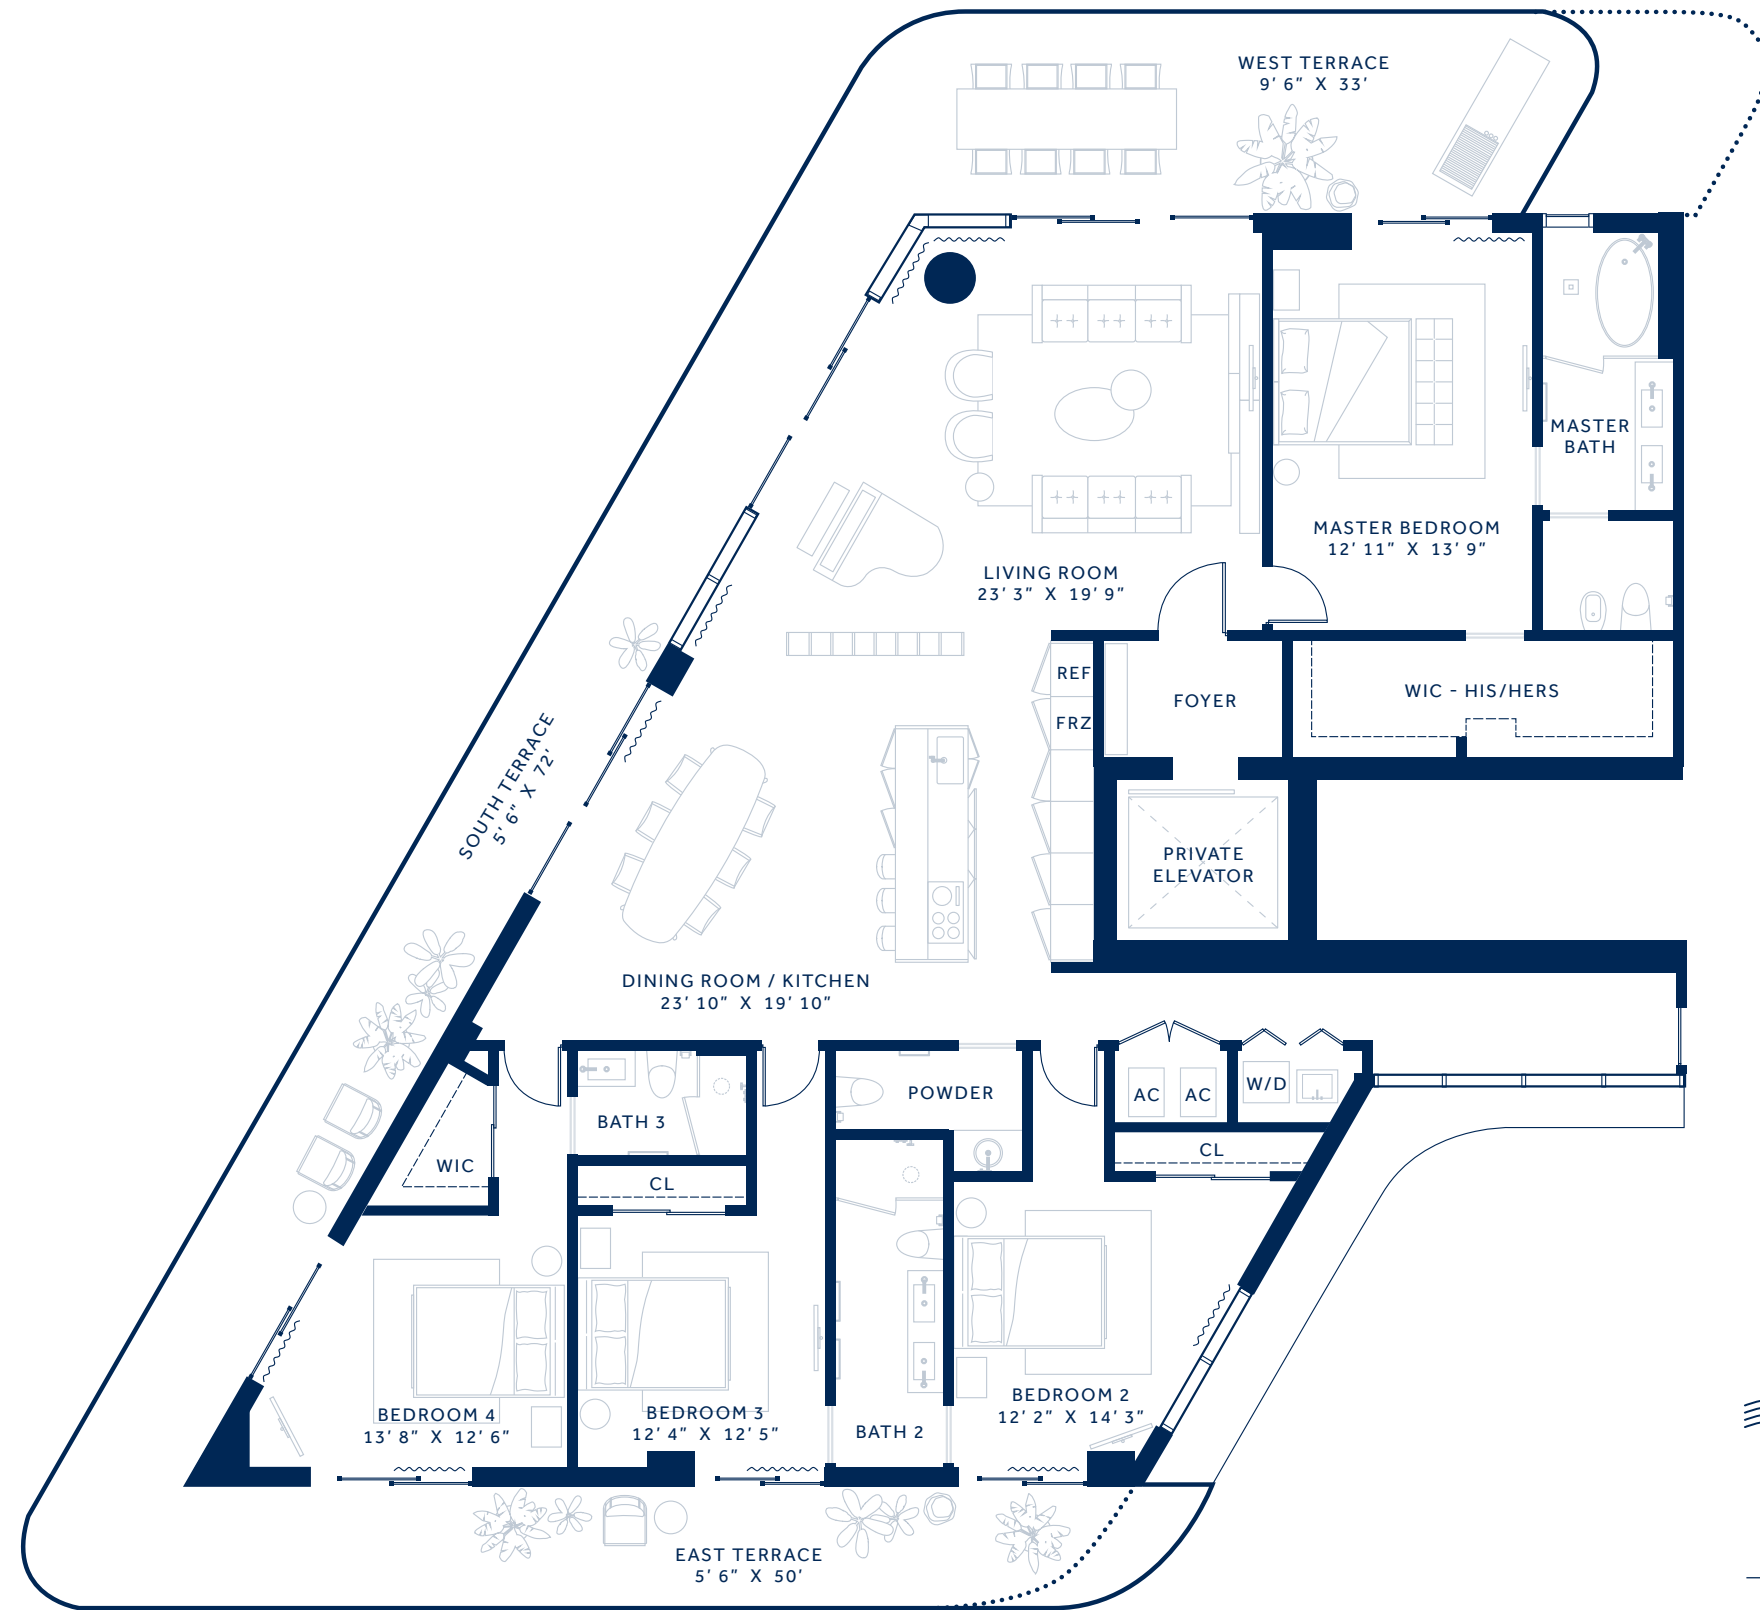 WEST TERRACE
9' 6" X 33'
MASTER
BATH
MASTER BEDROOM
12' 11" X 13' 9"
LIVING ROOM
23' 3" X 19' 9"
REF
FRZ
FOYER
WIC - HIS/HERS
SOUTH TERRACE
5' 6" X 72'
PRIVATE
ELEVATOR
DINING ROOM / KITCHEN
23' 10" X 19' 10"
POWDER
AC
AC
W/D
BATH 3
WIC
CL
CL
BEDROOM 4
13' 8" X 12' 6"
BEDROOM 3
12' 4" X 12' 5"
BATH 2
BEDROOM 2
12' 2" X 14' 3"
EAST TERRACE
5' 6" X 50'